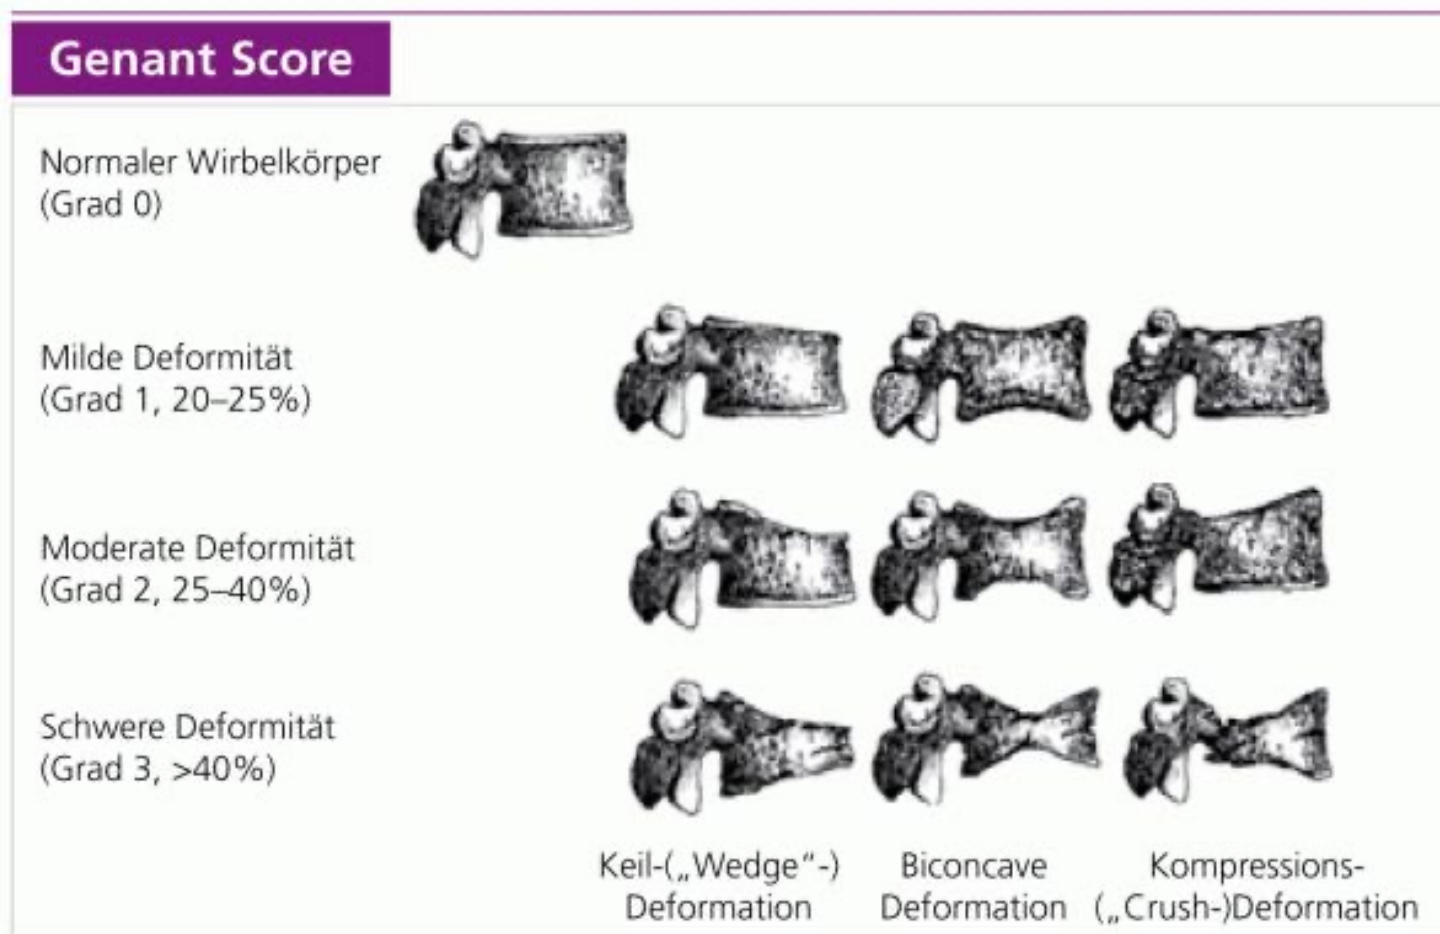 Genant Score
Normaler Wirbelkörper
(Grad 0)
Milde Deformität
(Grad 1, 20–25%)
Moderate Deformität
(Grad 2, 25–40%)
Schwere Deformität
(Grad 3, >40%)
Keil-(„Wedge“-)
Deformation
Biconcave
Deformation
Kompressions-
(„Crush-)Deformation